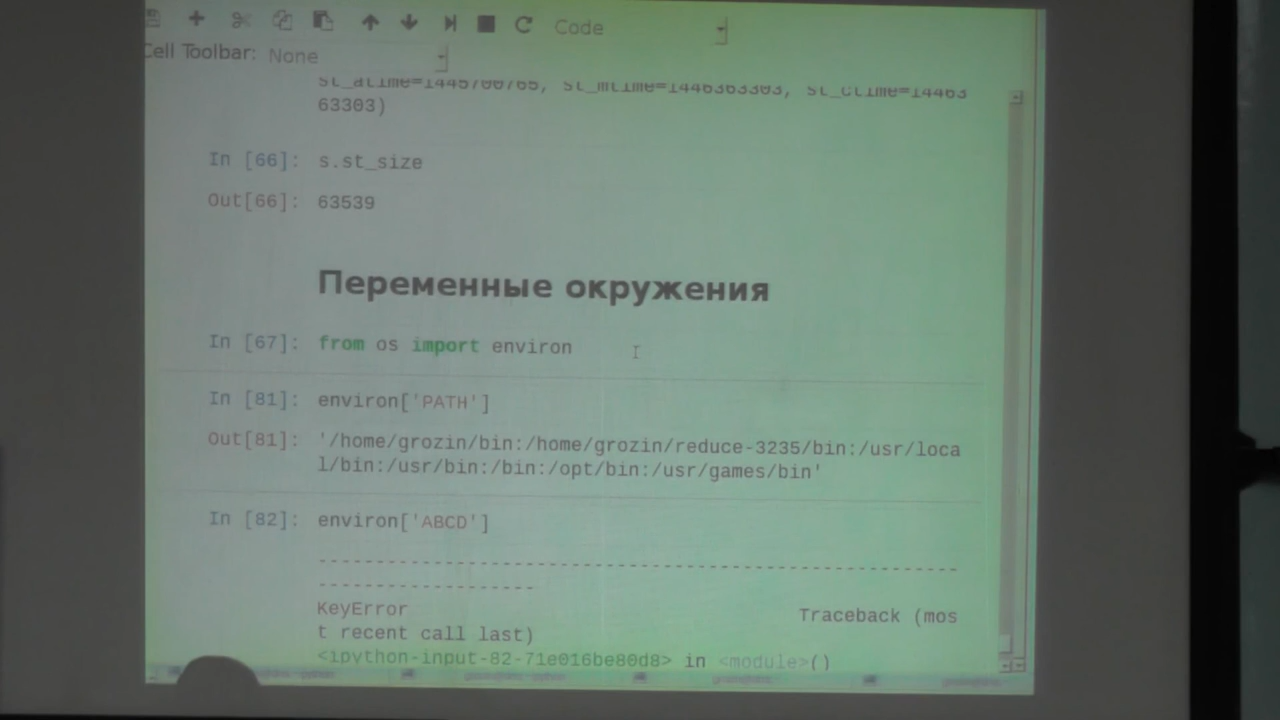 Code
Cell Toolbar: None
st_atime=1445700765, st_mtime=1446363303, st_ctime=14463
63303)
In [66]: s.st_size
Out[66]: 63539
Переменные окружения
In [67]: from os import environ
In [81]: environ['PATH']
Out[81]: '/home/grozin/bin:/home/grozin/reduce-3235/bin:/usr/loca
l/bin:/usr/bin:/bin:/opt/bin:/usr/games/bin'
In [82]: environ['ABCD']
---------------------------------------------------------
-------------------
KeyError Traceback (mos
t recent call last)
<ipython-input-82-71e016be80d8> in <module>()